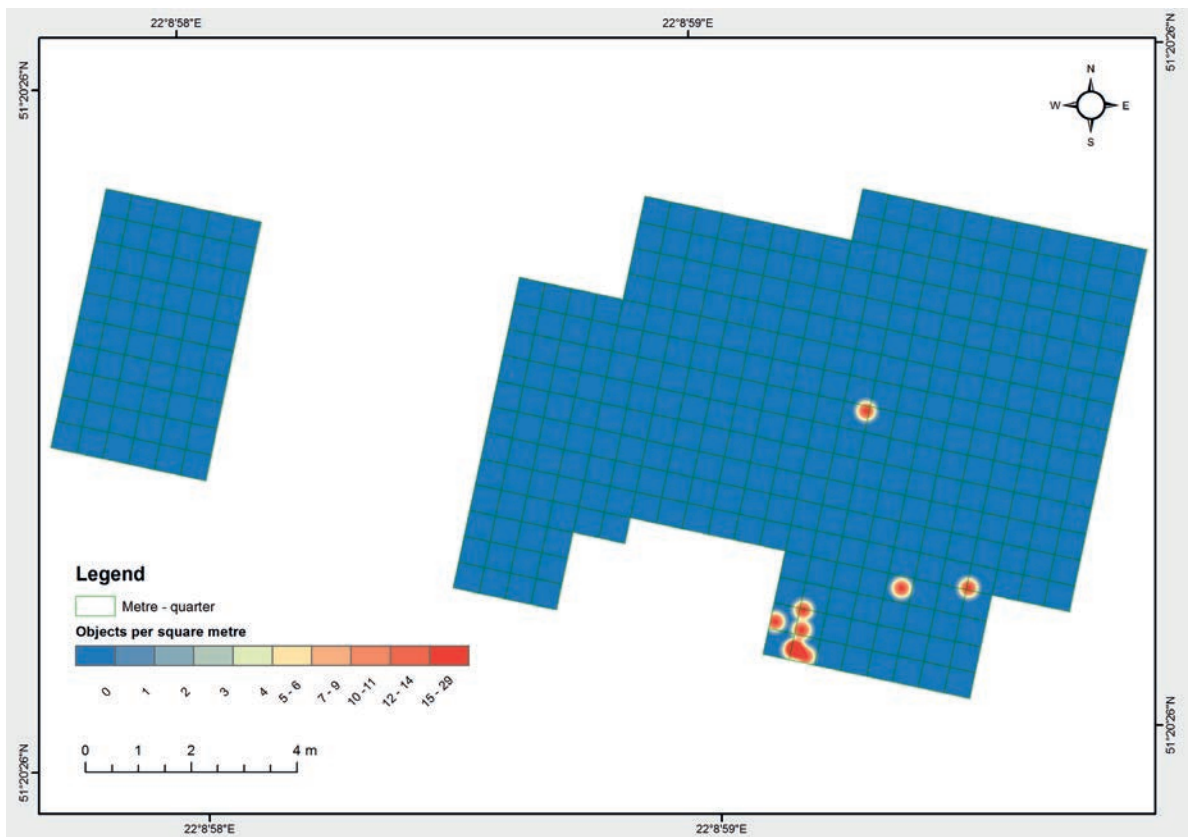 22°8'58"E 22°8'59"E
51°20'26"N 51°20'26"N
N
W E
S
Legend
Metre - quarter
Objects per square metre
0 1 2 3 4 5 - 6 7 - 9 10 -11 12 - 14 15 - 29
0 1 2 4 m
51°20'26"N 51°20'26"N
22°8'58"E 22°8'59"E